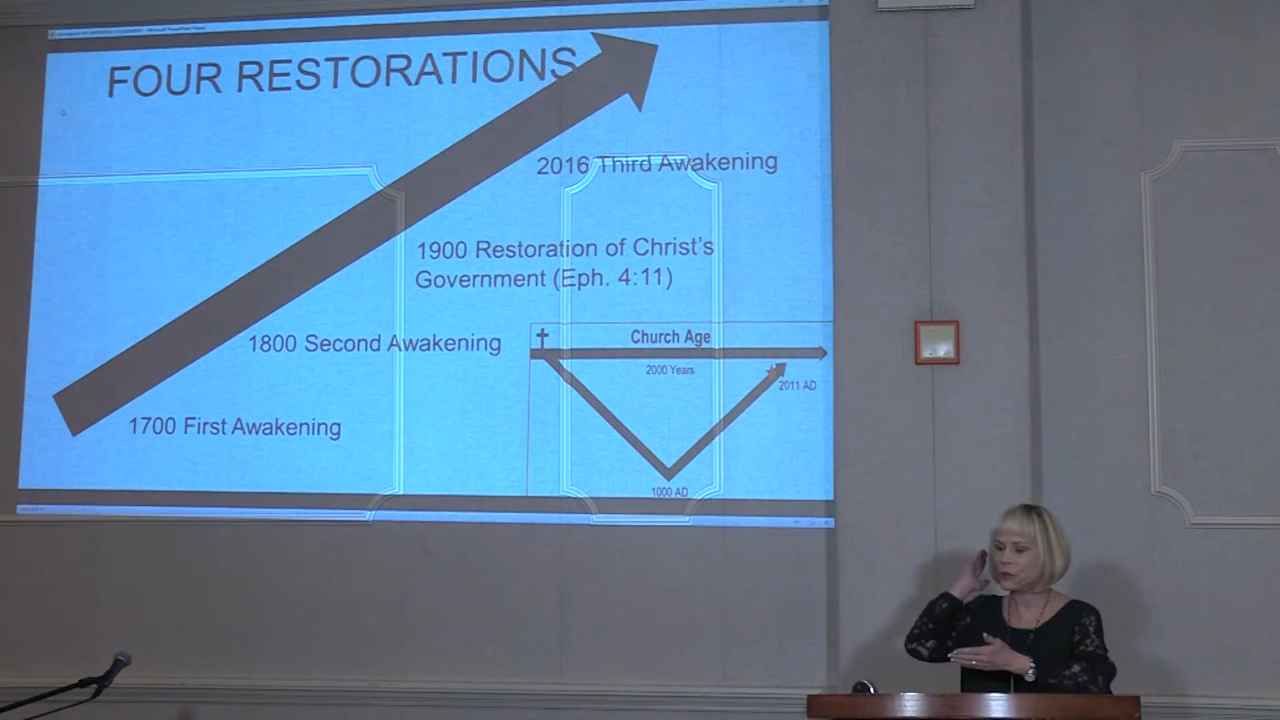 FOUR RESTORATIONS
2016 Third Awakening
1900 Restoration of Christ's
Government (Eph. 4:11)
1800 Second Awakening
1700 First Awakening
Church Age
2000 Years
2011 AD
1000 AD